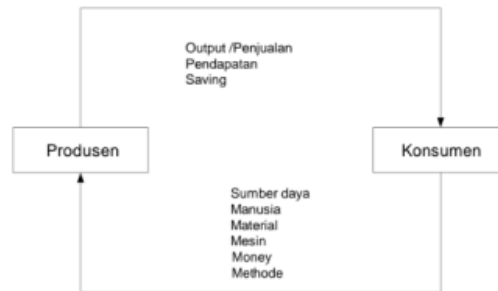 Output /Penjualan
Pendapatan
Saving
Produsen
Konsumen
Sumber daya
Manusia
Material
Mesin
Money
Methode